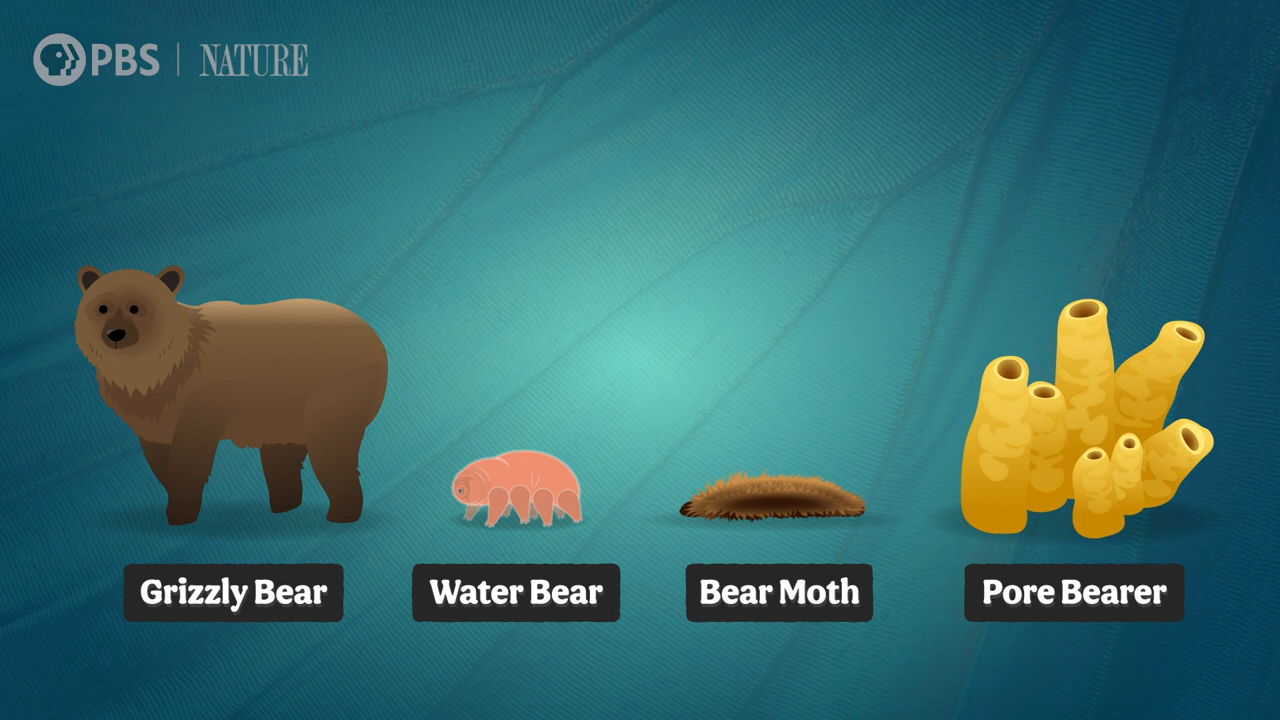 PBS | NATURE
Grizzly Bear
Water Bear
Bear Moth
Pore Bearer